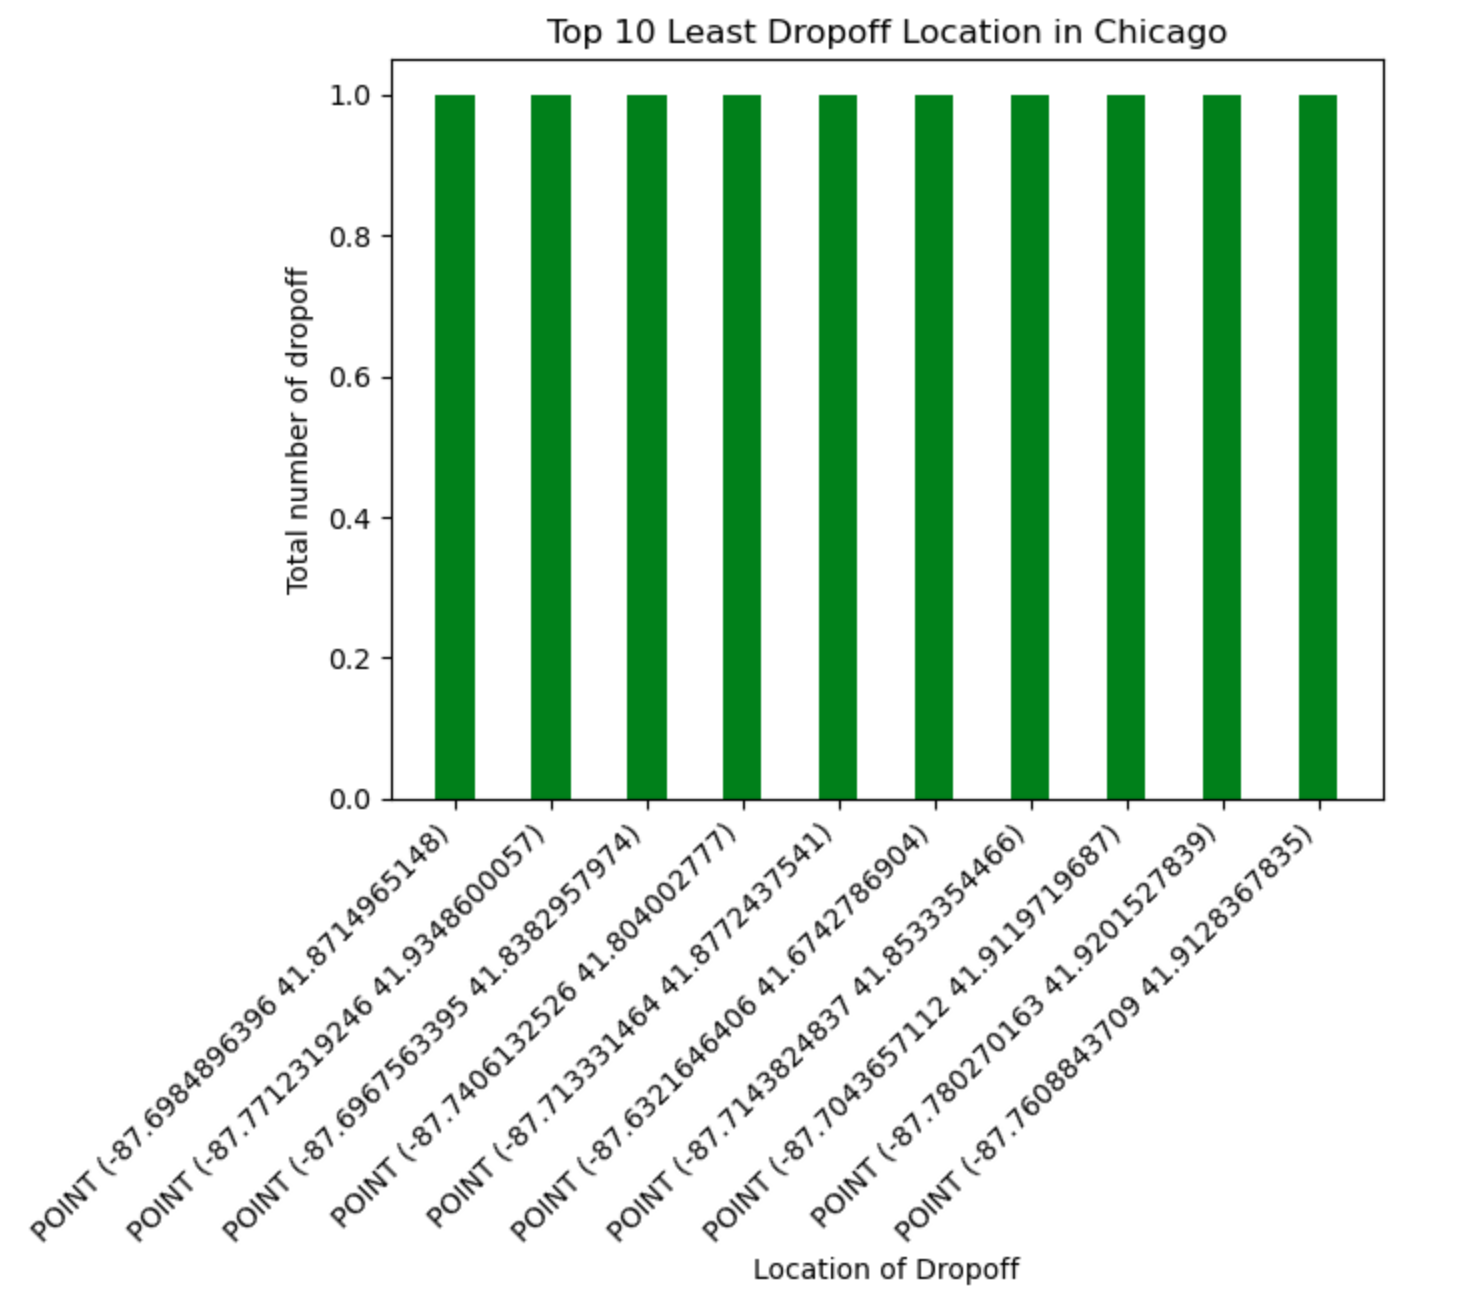 Top 10 Least Dropoff Location in Chicago
Total number of dropoff
1.0
0.8
0.6
0.4
0.2
0.0
POINT (-87.6984896396 41.8714965148)
POINT (-87.7712319246 41.9348600057)
POINT (-87.6967563395 41.8382957974)
POINT (-87.7406132526 41.804002777)
POINT (-87.713331464 41.8772437541)
POINT (-87.6321646406 41.6742786904)
POINT (-87.7143824837 41.8533354466)
POINT (-87.7043657112 41.9119719687)
POINT (-87.780270163 41.9201527839)
POINT (-87.7608843709 41.9128367835)
Location of Dropoff